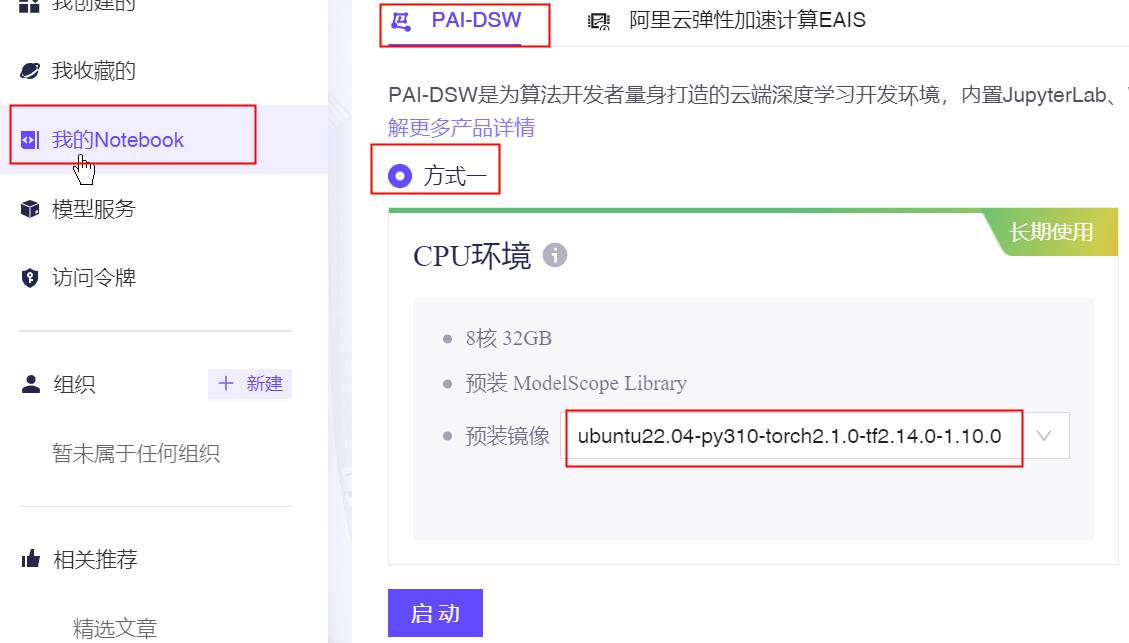 我创建的
我收藏的
我的Notebook
模型服务
访问令牌
组织
+ 新建
暂未属于任何组织
相关推荐
精选文章
PAI-DSW
阿里云弹性加速计算EAIS
PAI-DSW是为算法开发者量身打造的云端深度学习开发环境，内置JupyterLab、
解更多产品详情
方式一
长期使用
CPU环境
8核 32GB
预装 ModelScope Library
预装镜像
ubuntu22.04-py310-torch2.1.0-tf2.14.0-1.10.0
启动